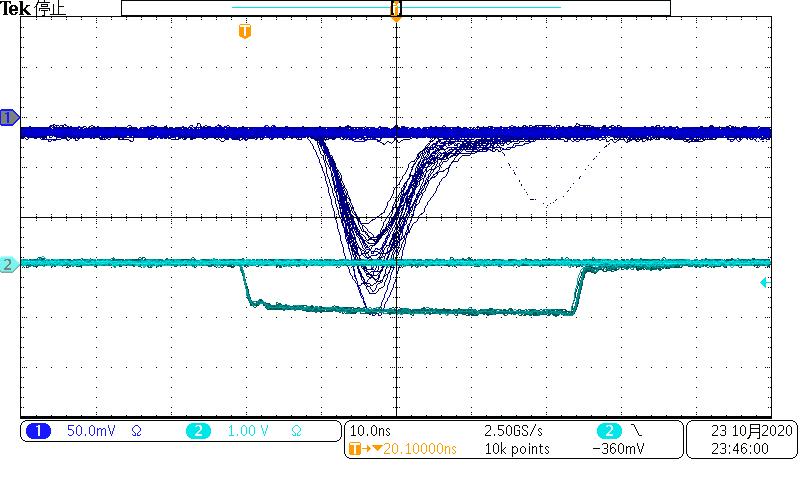 Tek 停止
T
T
1
2
1 50.0mV Ω 2 1.00 V Ω
10.0ns 2.50GS/s 2
T→▼20.10000ns 10k points −360mV
23 10月2020
23:46:00